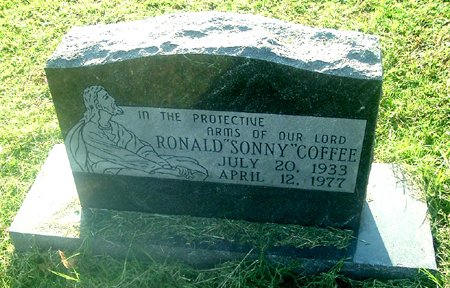 IN THE PROTECTIVE
ARMS OF OUR LORD
RONALD "SONNY" COFFEE
JULY 20, 1933
APRIL 12, 1977